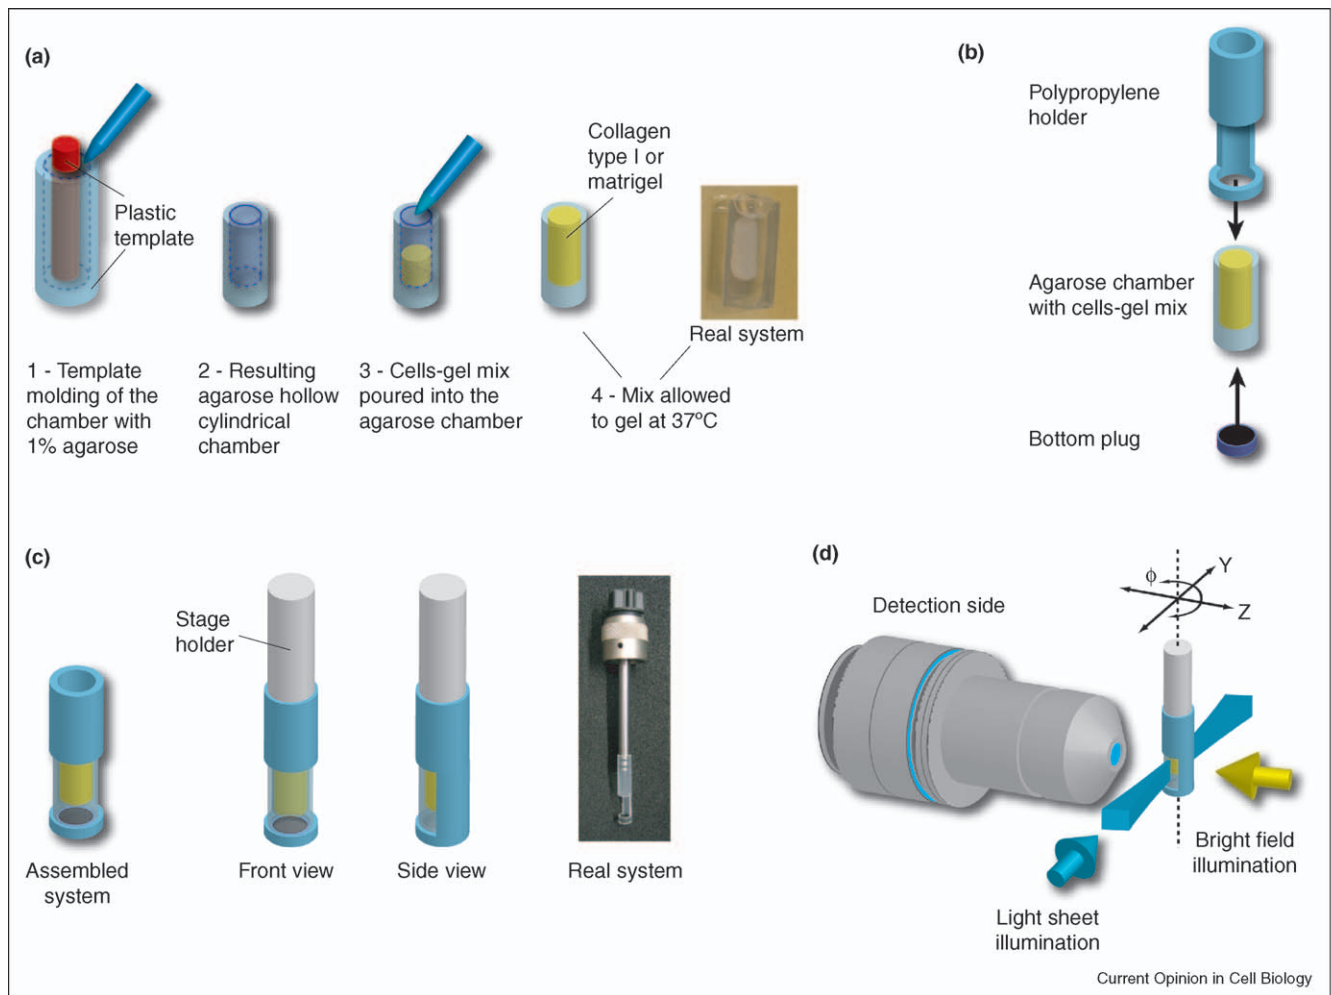 (a)
Plastic
template
Collagen
type I or
matrigel
Real system
1 - Template
molding of the
chamber with
1% agarose
2 - Resulting
agarose hollow
cylindrical
chamber
3 - Cells-gel mix
poured into the
agarose chamber
4 - Mix allowed
to gel at 37ºC
(b)
Polypropylene
holder
Agarose chamber
with cells-gel mix
Bottom plug
(c)
Stage
holder
Assembled
system
Front view
Side view
Real system
(d)
Detection side
ϕ
Y
Z
Bright field
illumination
Light sheet
illumination
Current Opinion in Cell Biology